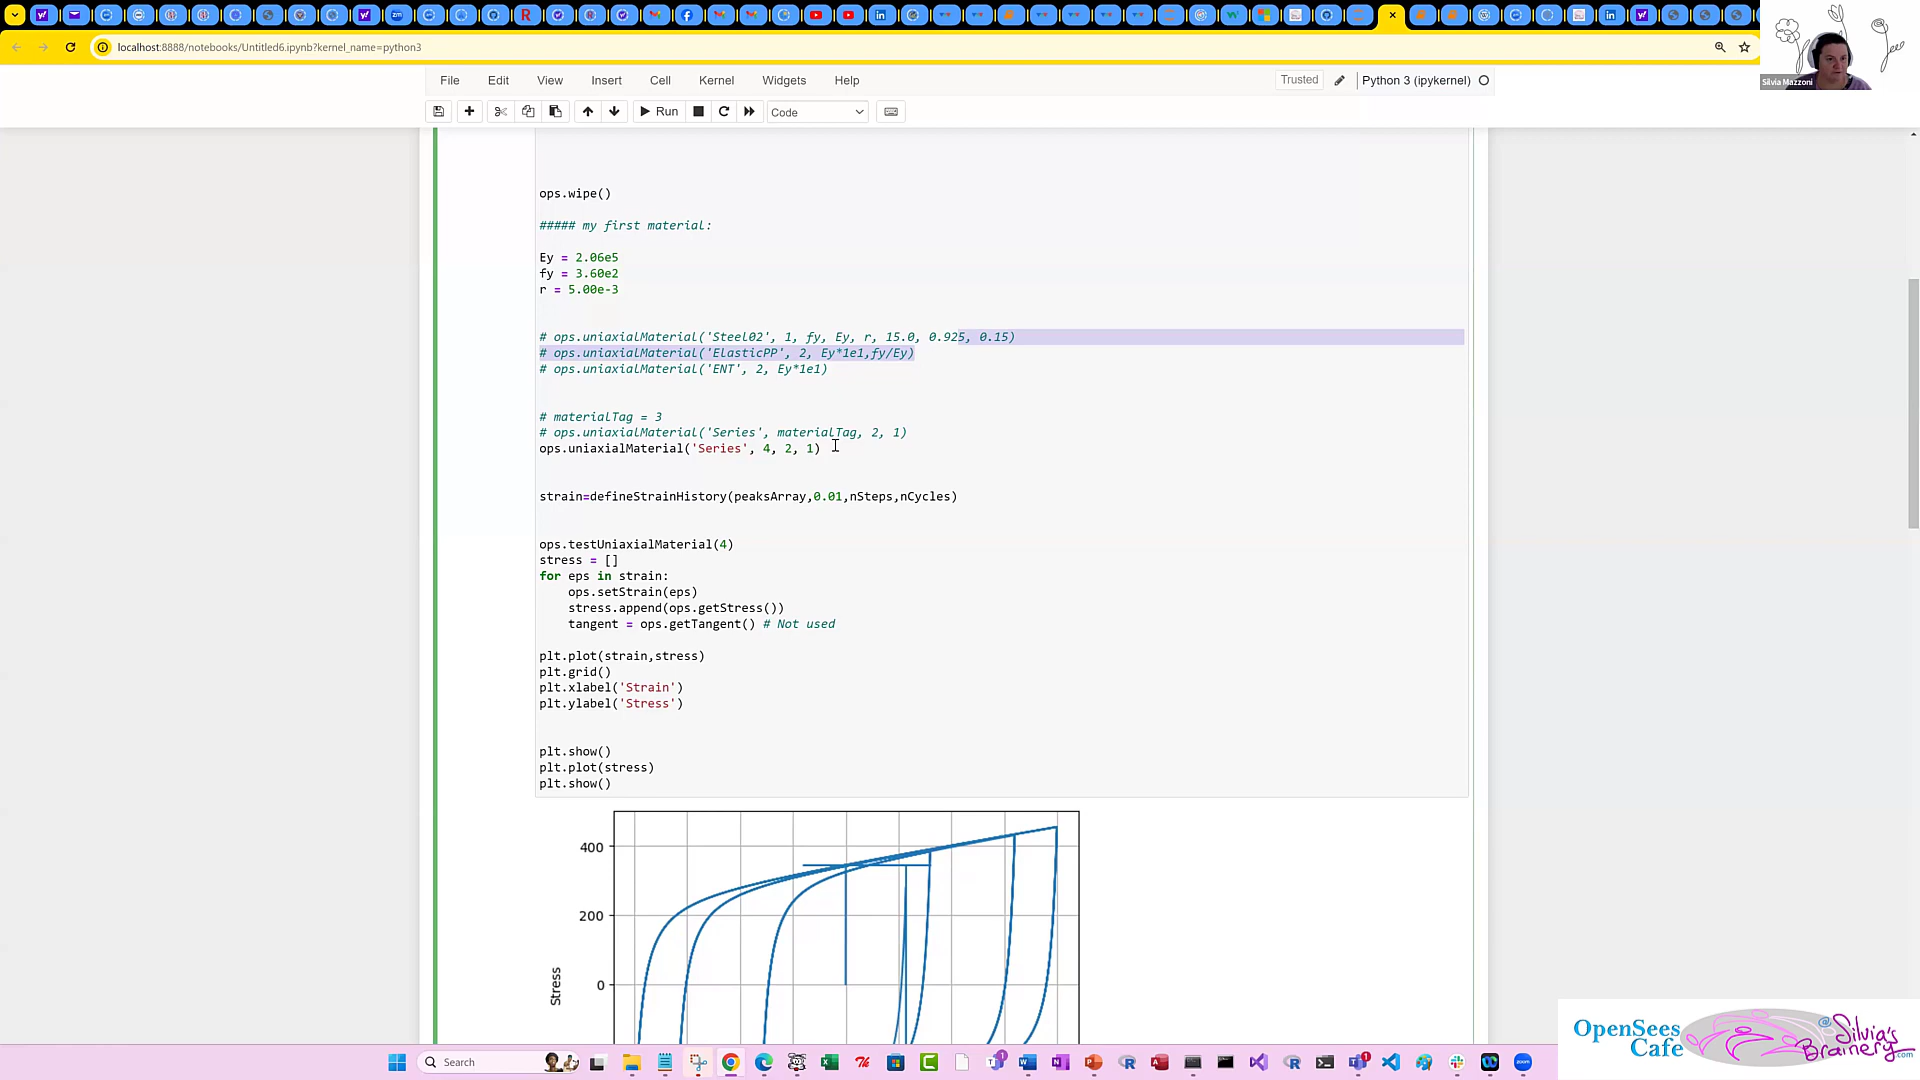 localhost:8888/notebooks/Untitled6.ipynb?kernel_name=python3
Silvia Mazzoni
File Edit View Insert Cell Kernel Widgets Help
Trusted
Python 3 (ipykernel)
Run
Code
ops.wipe()
##### my first material:
Ey = 2.06e5
fy = 3.60e2
r = 5.00e-3
# ops.uniaxialMaterial('Steel02', 1, fy, Ey, r, 15.0, 0.925, 0.15)
# ops.uniaxialMaterial('ElasticPP', 2, Ey*1e1,fy/Ey)
# ops.uniaxialMaterial('ENT', 2, Ey*1e1)
# materialTag = 3
# ops.uniaxialMaterial('Series', materialTag, 2, 1)
ops.uniaxialMaterial('Series', 4, 2, 1)
strain=defineStrainHistory(peaksArray,0.01,nSteps,nCycles)
ops.testUniaxialMaterial(4)
stress = []
for eps in strain:
    ops.setStrain(eps)
    stress.append(ops.getStress())
    tangent = ops.getTangent() # Not used
plt.plot(strain,stress)
plt.grid()
plt.xlabel('Strain')
plt.ylabel('Stress')
plt.show()
plt.plot(stress)
plt.show()
400
200
0
Stress
OpenSees
Cafe
Silvia's
Brainery.com
Search